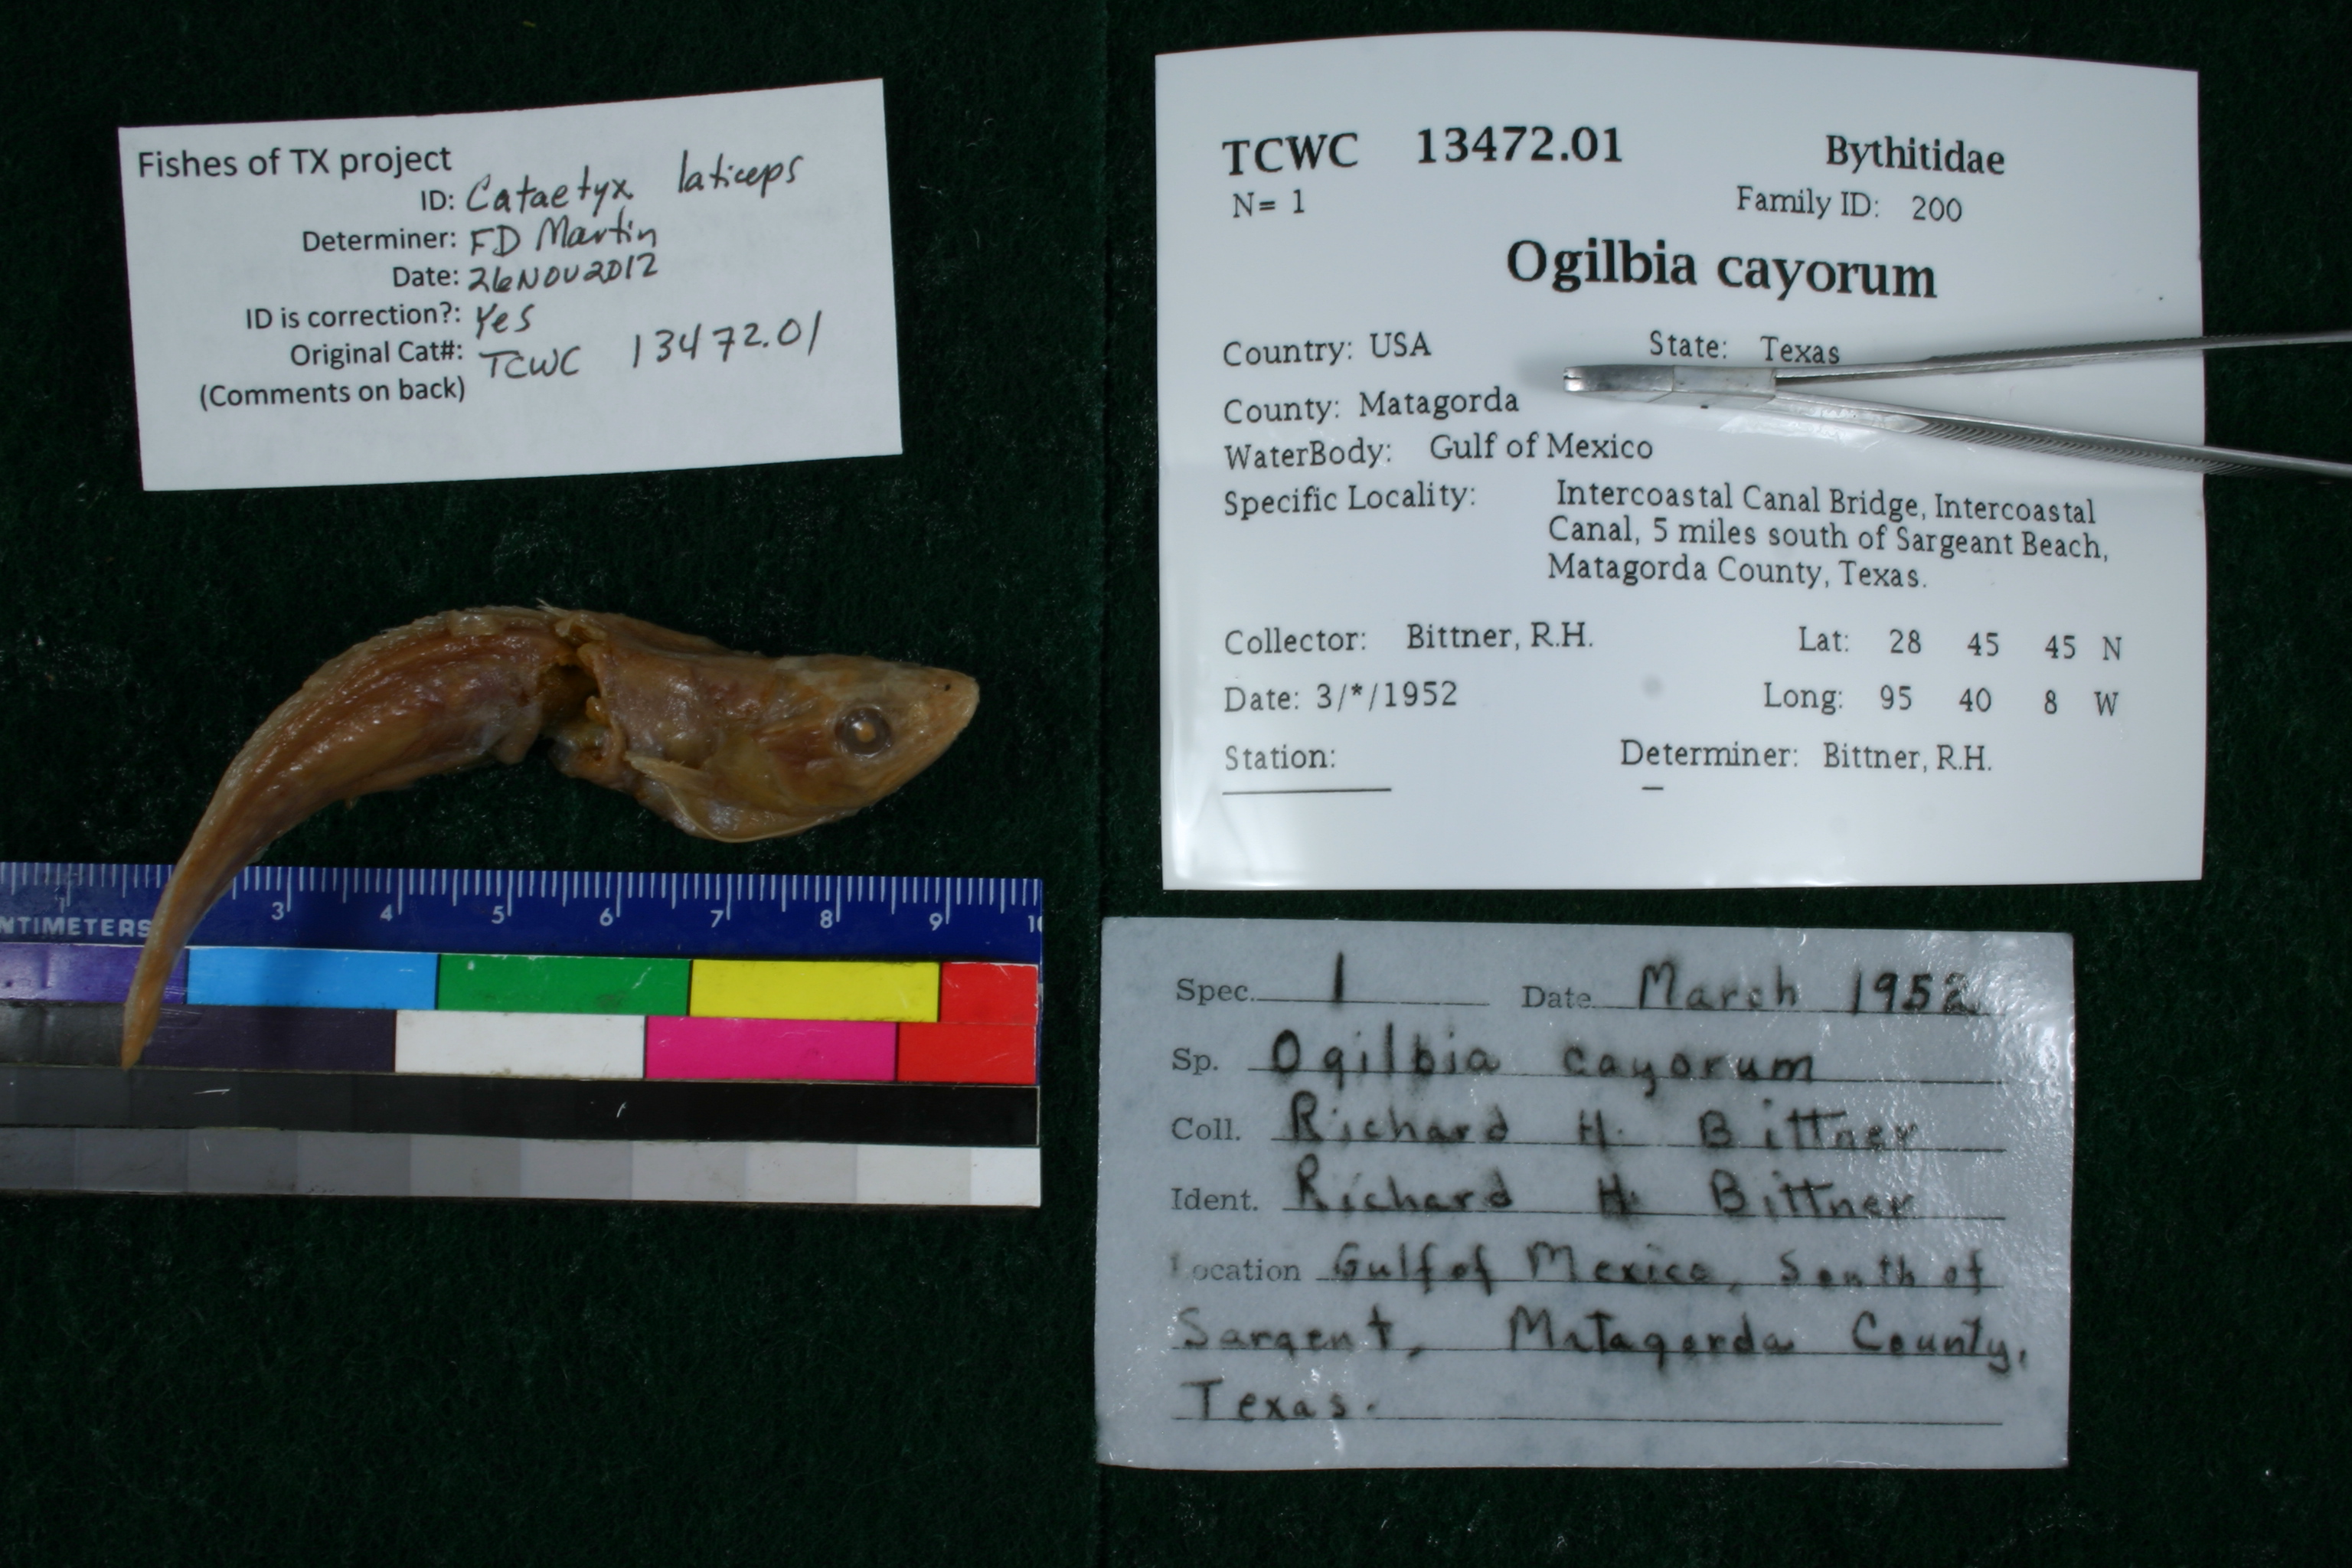 Fishes of TX project
ID: Cataetyx laticeps
Determiner: FD Martin
Date: 26NOV2012
ID is correction?: Yes
Original Cat#: TCWC 13472.01
(Comments on back)
TCWC 13472.01 Bythitidae
N= 1 Family ID: 200
Ogilbia cayorum
Country: USA State: Texas
County: Matagorda
WaterBody: Gulf of Mexico
Specific Locality: Intercoastal Canal Bridge, Intercoastal
Canal, 5 miles south of Sargeant Beach,
Matagorda County, Texas.
Collector: Bittner, R.H. Lat: 28 45 45 N
Date: 3/*/1952 Long: 95 40 8 W
Station: Determiner: Bittner, R.H.
1 3 4 5 6 7 8 9 10
NTIMETERS
Spec. 1 Date March 1952
Sp. Ogilbia cayorum
Coll. Richard H. Bittner
Ident. Richard H. Bittner
Location Gulf of Mexico, South of
Sargent, Matagorda County,
Texas.